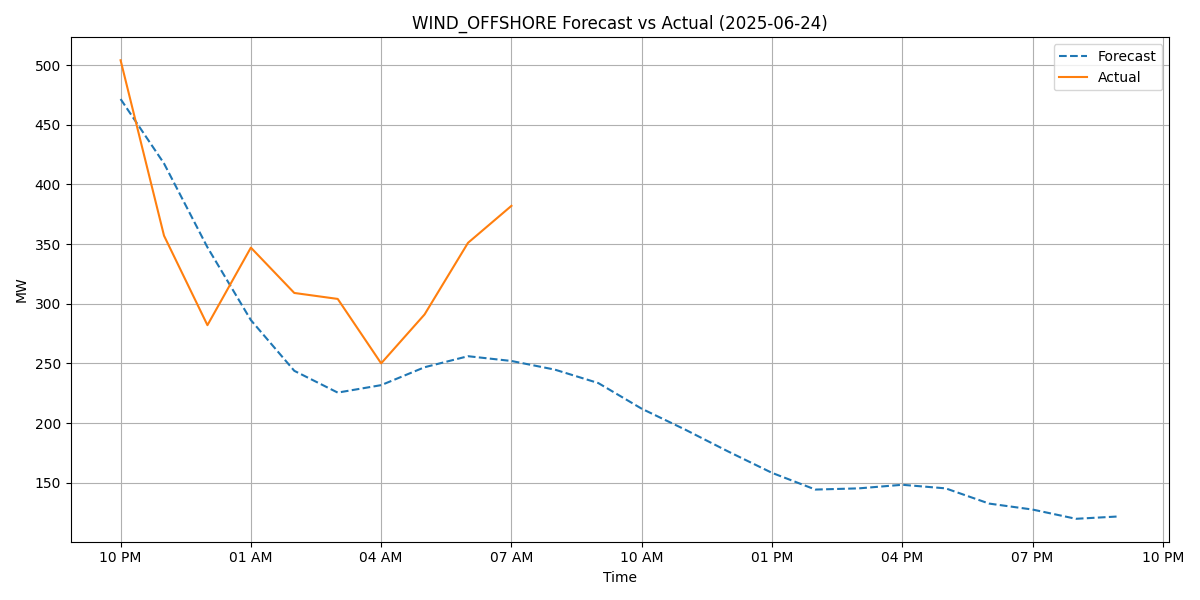 WIND_OFFSHORE Forecast vs Actual (2025-06-24)
Forecast
Actual
500
450
400
350
300
250
200
150
MW
10 PM 01 AM 04 AM 07 AM 10 AM 01 PM 04 PM 07 PM 10 PM
Time